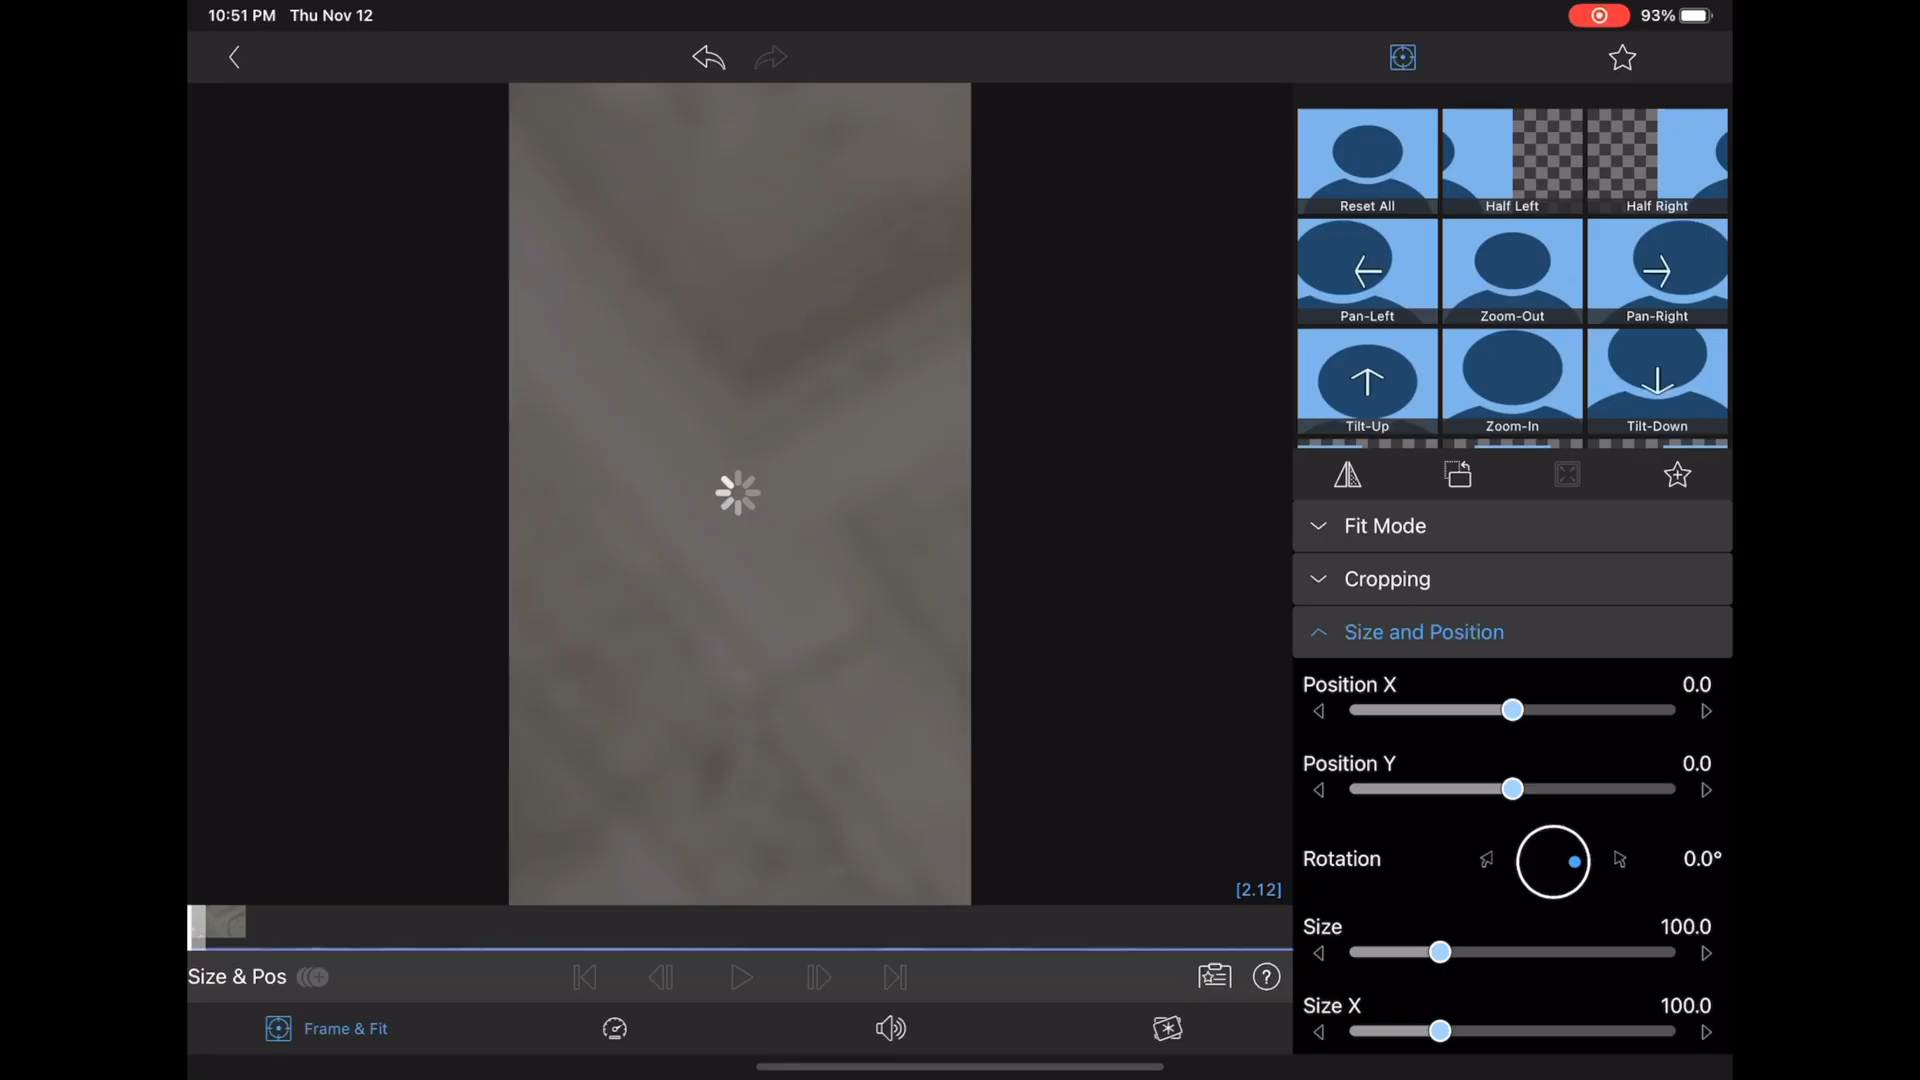 10:51 PM Thu Nov 12
93%
Reset All
Half Left
Half Right
Pan-Left
Zoom-Out
Pan-Right
Tilt-Up
Zoom-In
Tilt-Down
Fit Mode
Cropping
Size and Position
Position X 0.0
Position Y 0.0
Rotation 0.0°
Size 100.0
Size X 100.0
[2.12]
Size & Pos
Frame & Fit